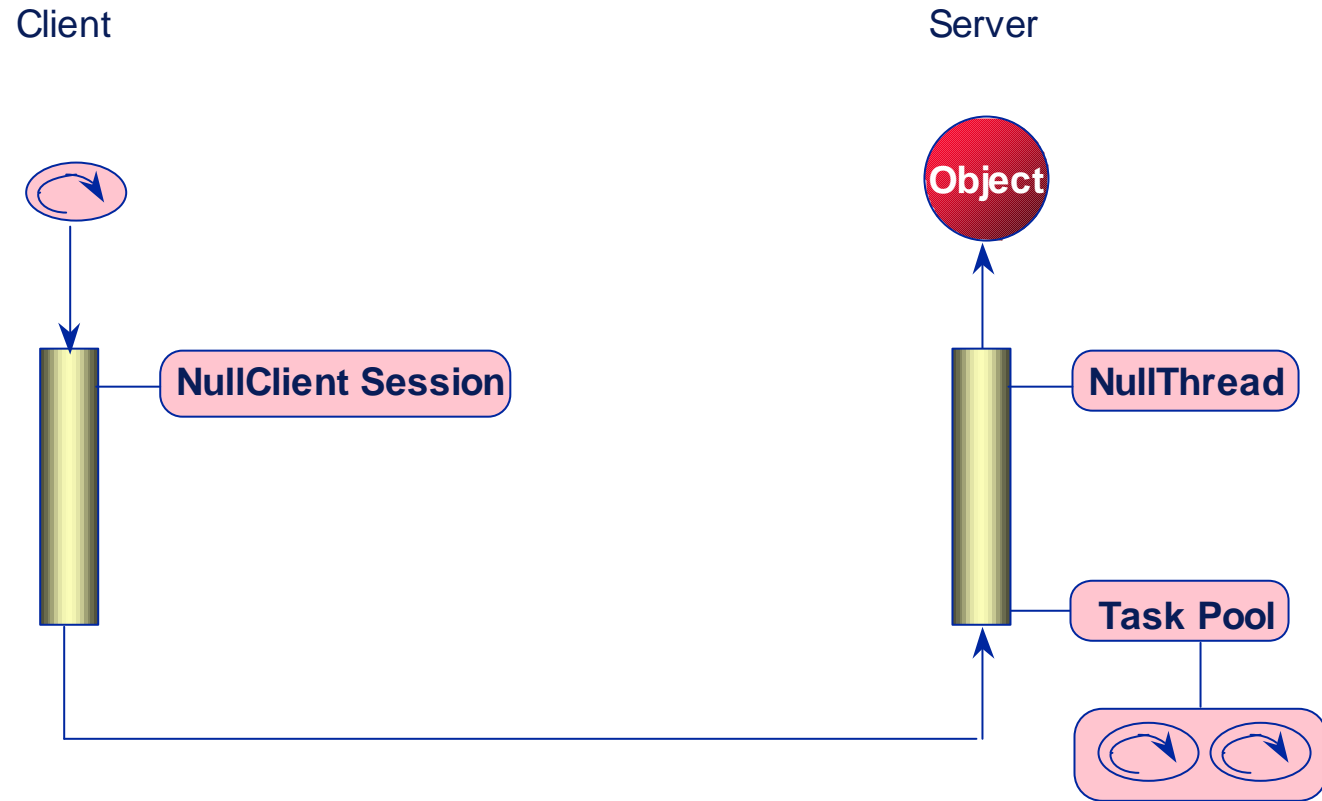 Client
Server
Object
NullClient Session
NullThread
Task Pool